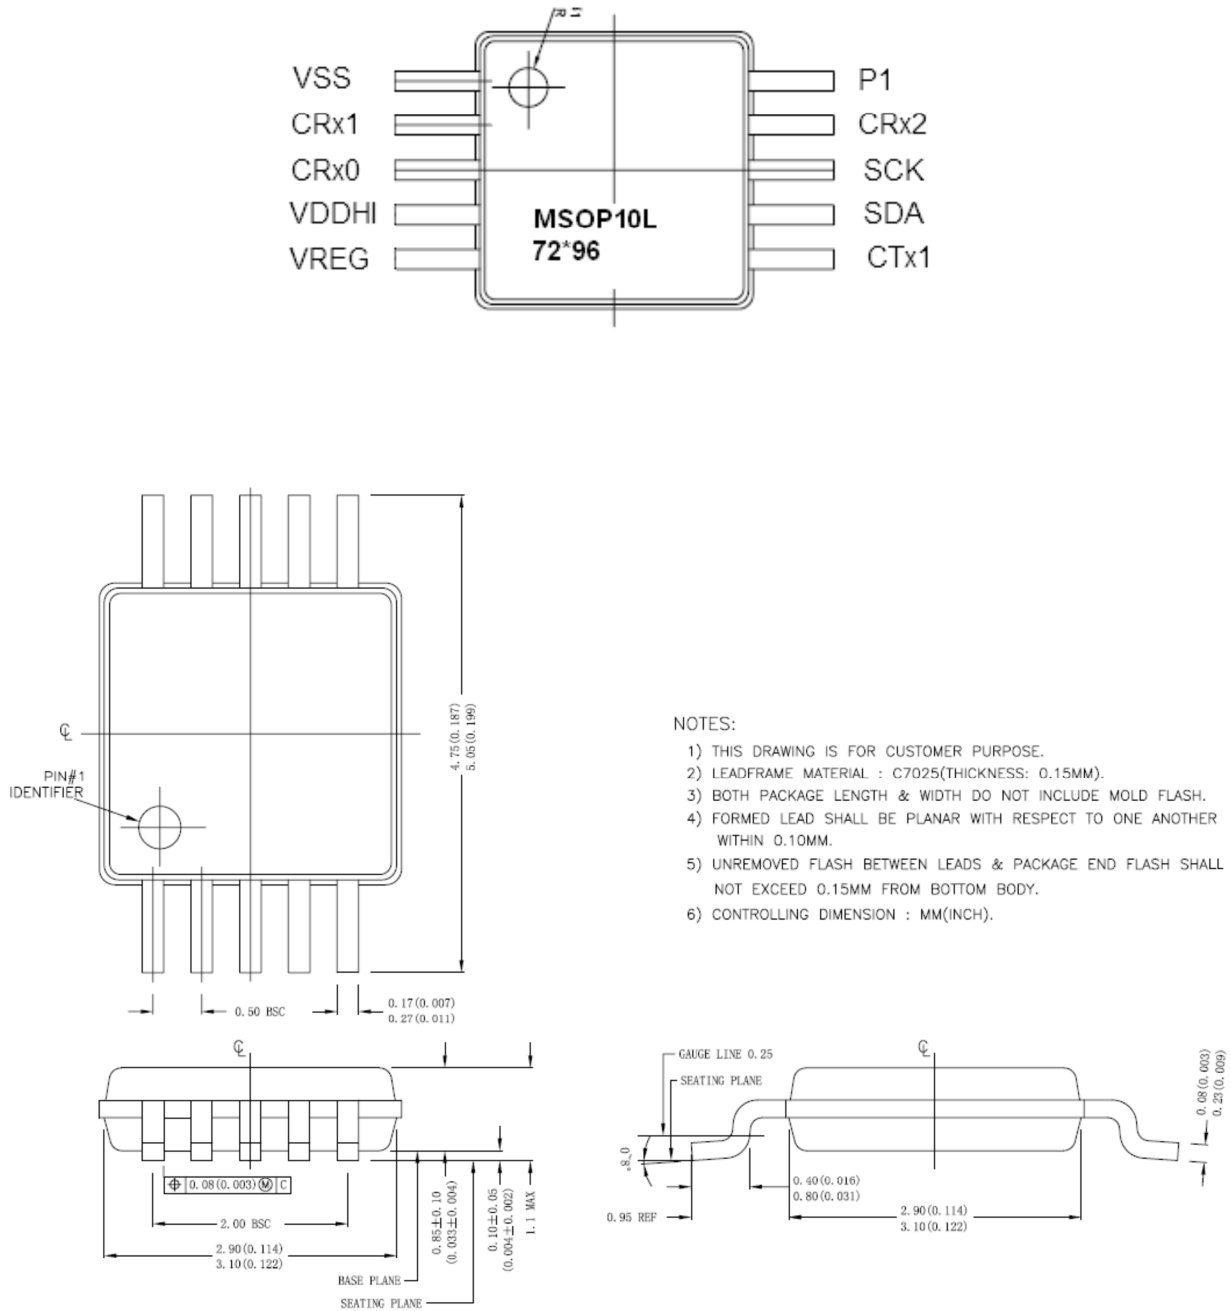 VSS
P1
CRx1
CRx2
CRx0
SCK
VDDHI
SDA
VREG
CTx1
MSOP10L
72*96
℄
PIN#1
IDENTIFIER
4.75(0.187)
5.05(0.199)
0.50 BSC
0.17(0.007)
0.27(0.011)
NOTES:
1) THIS DRAWING IS FOR CUSTOMER PURPOSE.
2) LEADFRAME MATERIAL : C7025(THICKNESS: 0.15MM).
3) BOTH PACKAGE LENGTH & WIDTH DO NOT INCLUDE MOLD FLASH.
4) FORMED LEAD SHALL BE PLANAR WITH RESPECT TO ONE ANOTHER
WITHIN 0.10MM.
5) UNREMOVED FLASH BETWEEN LEADS & PACKAGE END FLASH SHALL
NOT EXCEED 0.15MM FROM BOTTOM BODY.
6) CONTROLLING DIMENSION : MM(INCH).
℄
⌖ 0.08(0.003) Ⓜ C
2.00 BSC
2.90(0.114)
3.10(0.122)
0.85±0.10
(0.033±0.004)
0.10±0.05
(0.004±0.002)
1.1 MAX
BASE PLANE
SEATING PLANE
℄
GAUGE LINE 0.25
SEATING PLANE
0.95 REF
0.40(0.016)
0.80(0.031)
2.90(0.114)
3.10(0.122)
0.08(0.003)
0.23(0.009)